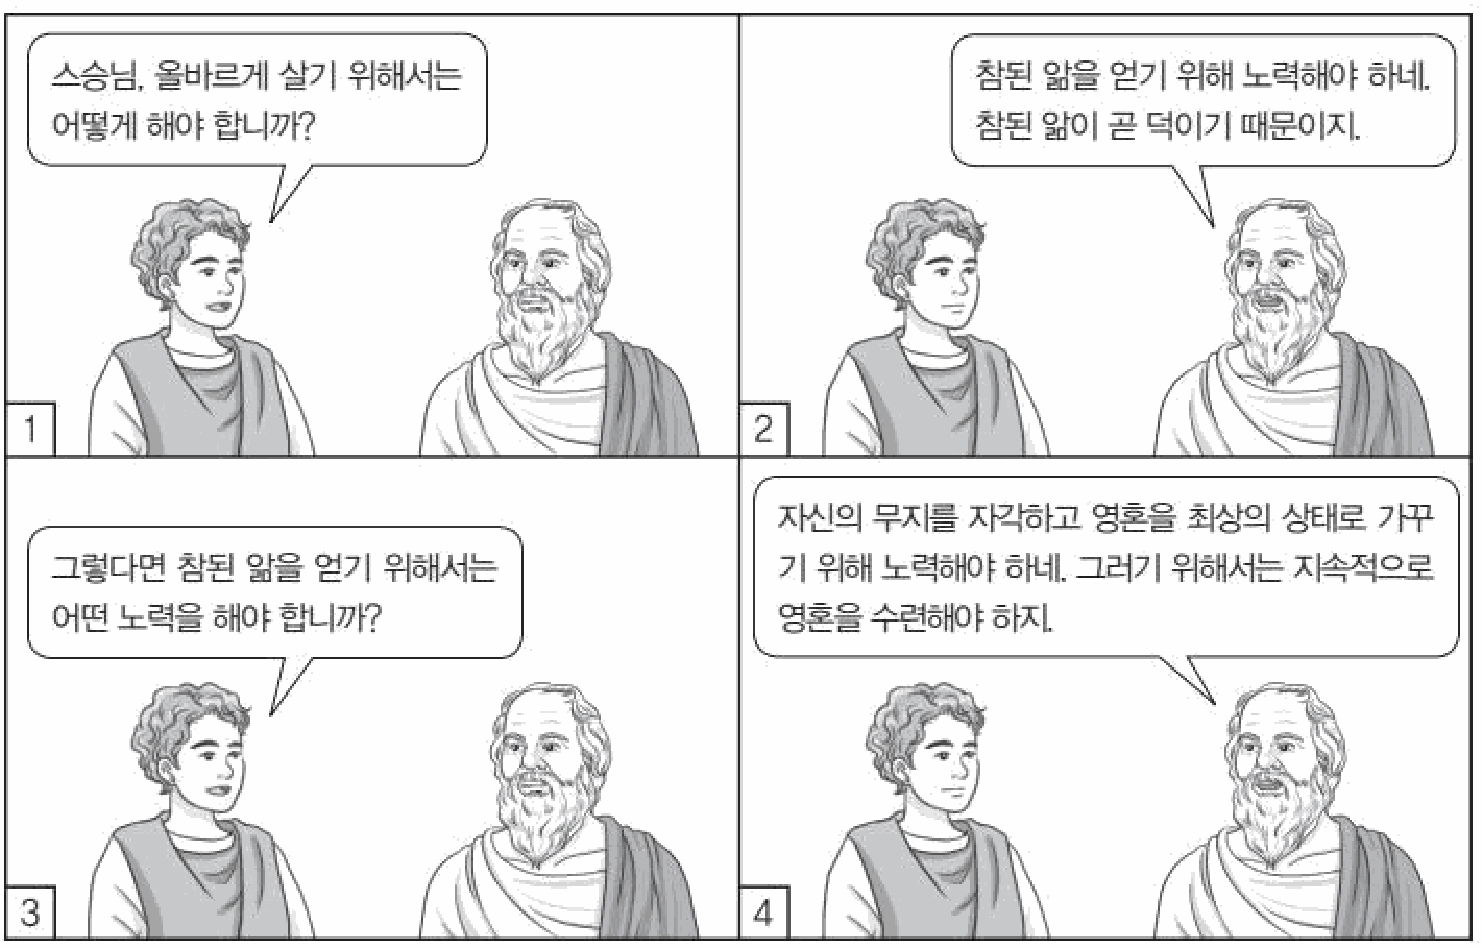 스승님, 올바르게 살기 위해서는
어떻게 해야 합니까?
1
참된 앎을 얻기 위해 노력해야 하네.
참된 앎이 곧 덕이기 때문이지.
2
그렇다면 참된 앎을 얻기 위해서는
어떤 노력을 해야 합니까?
3
자신의 무지를 자각하고 영혼을 최상의 상태로 가꾸
기 위해 노력해야 하네. 그러기 위해서는 지속적으로
영혼을 수련해야 하지.
4